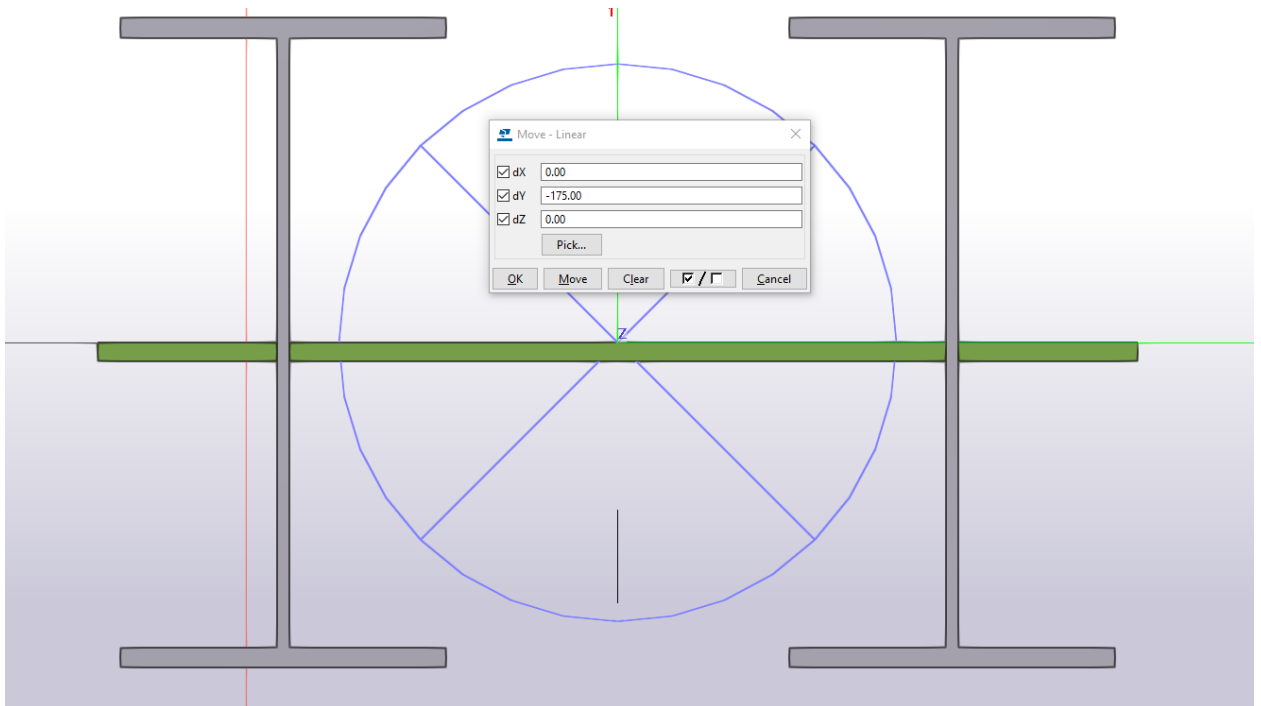 1
Move - Linear
dX 0.00
dY -175.00
dZ 0.00
Pick...
OK Move Clear / Cancel
Z